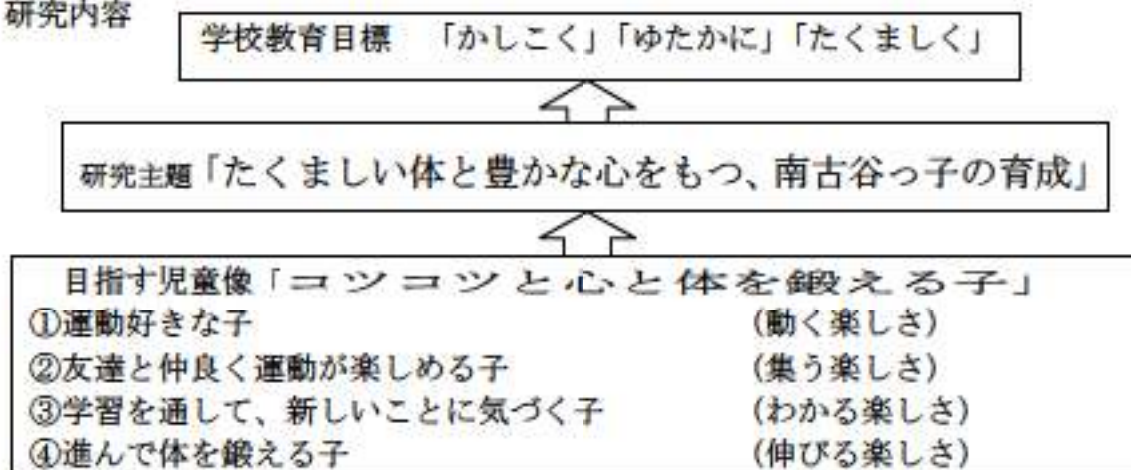 研究内容
学校教育目標 「かしこく」「ゆたかに」「たくましく」
研究主題「たくましい体と豊かな心をもつ、南古谷っ子の育成」
目指す児童像「コツコツと心と体を鍛える子」
①運動好きな子 (動く楽しさ)
②友達と仲良く運動が楽しめる子 (集う楽しさ)
③学習を通して、新しいことに気づく子 (わかる楽しさ)
④進んで体を鍛える子 (伸びる楽しさ)